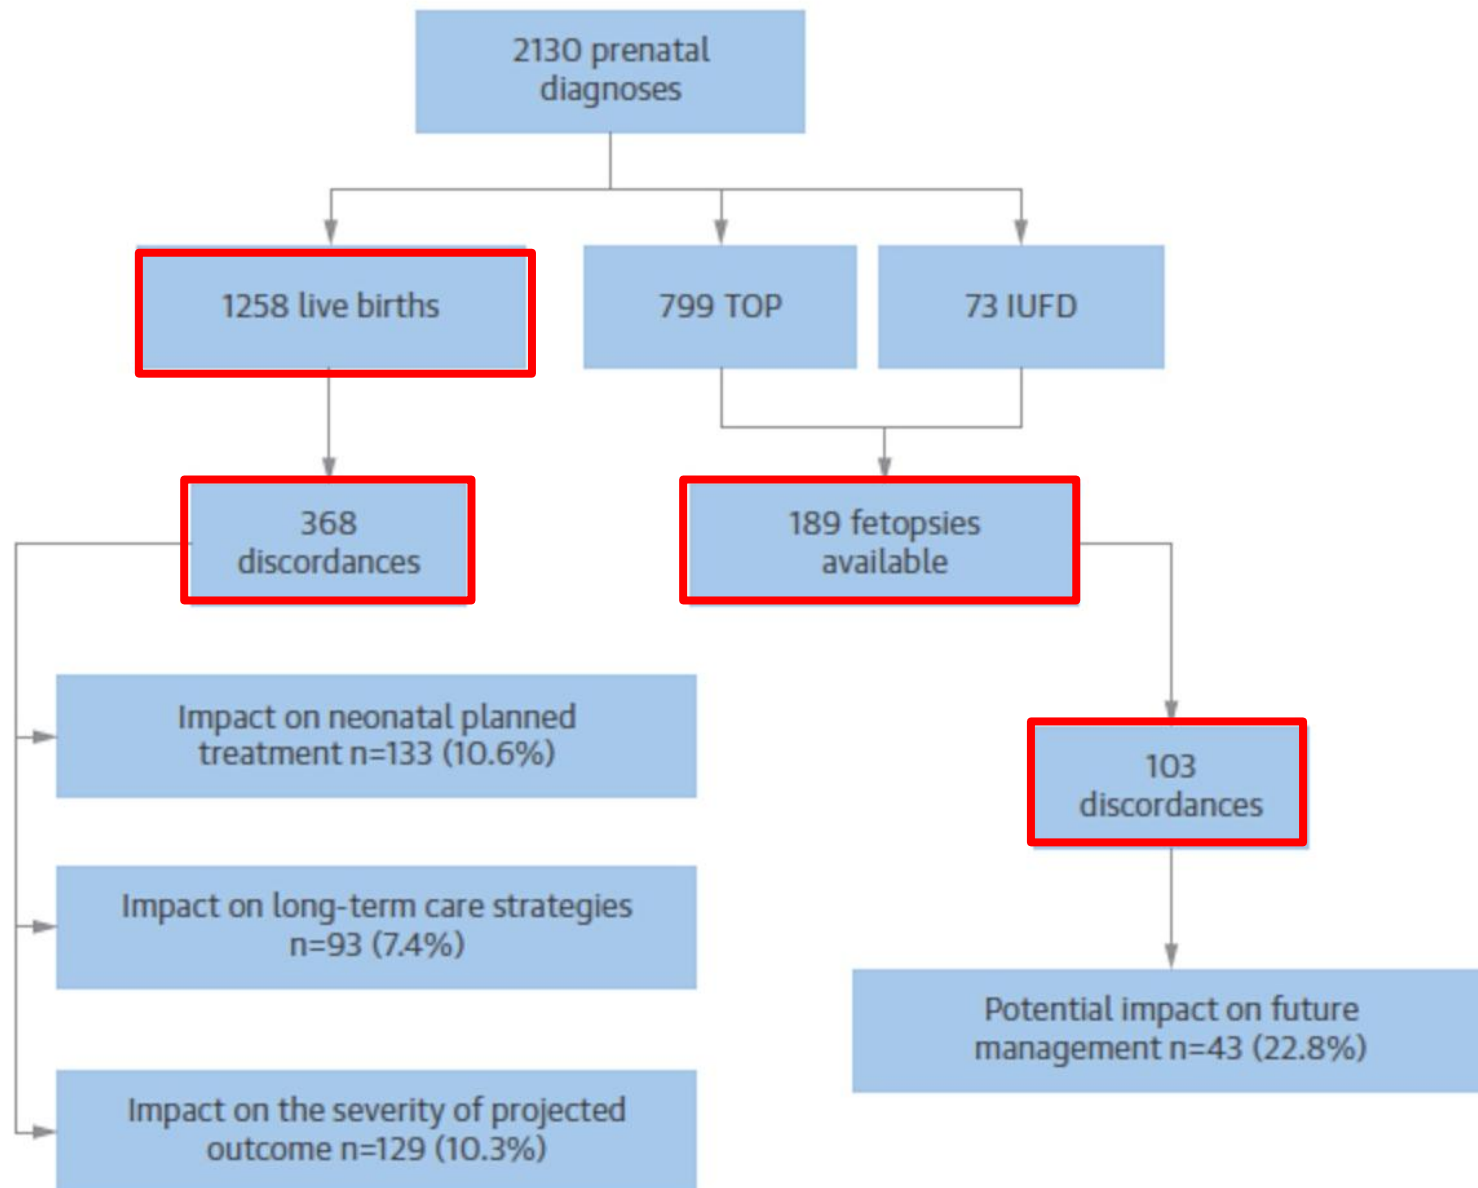 2130 prenatal
diagnoses
1258 live births
799 TOP
73 IUFD
368
discordances
189 fetopsies
available
Impact on neonatal planned
treatment n=133 (10.6%)
103
discordances
Impact on long-term care strategies
n=93 (7.4%)
Potential impact on future
management n=43 (22.8%)
Impact on the severity of projected
outcome n=129 (10.3%)